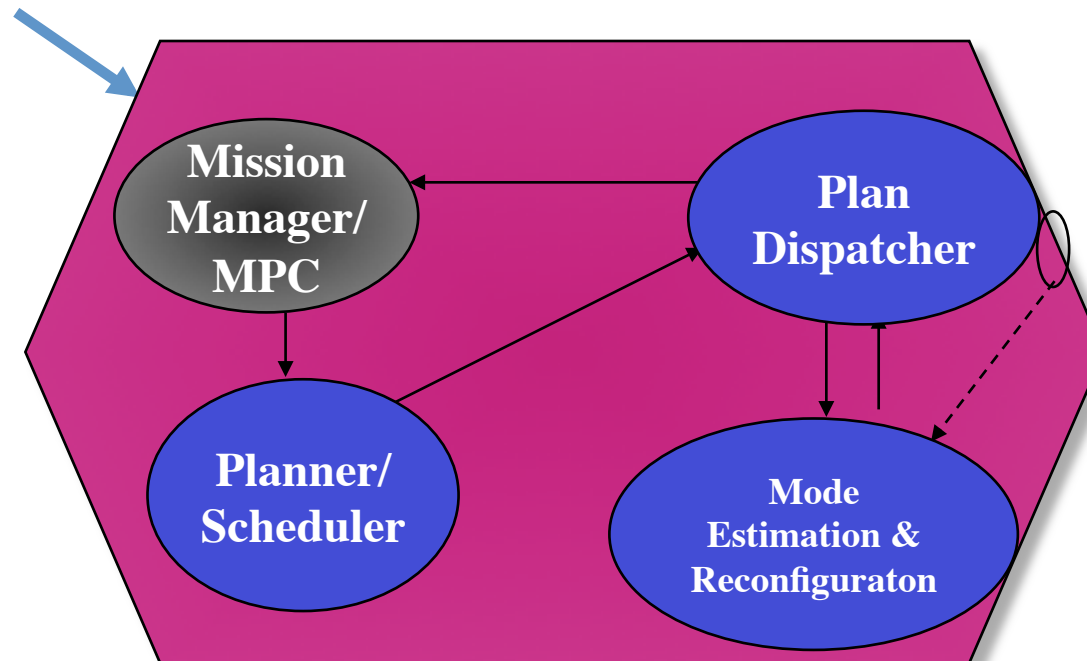 Mission
Manager/
MPC
Plan
Dispatcher
Planner/
Scheduler
Mode
Estimation &
Reconfiguraton